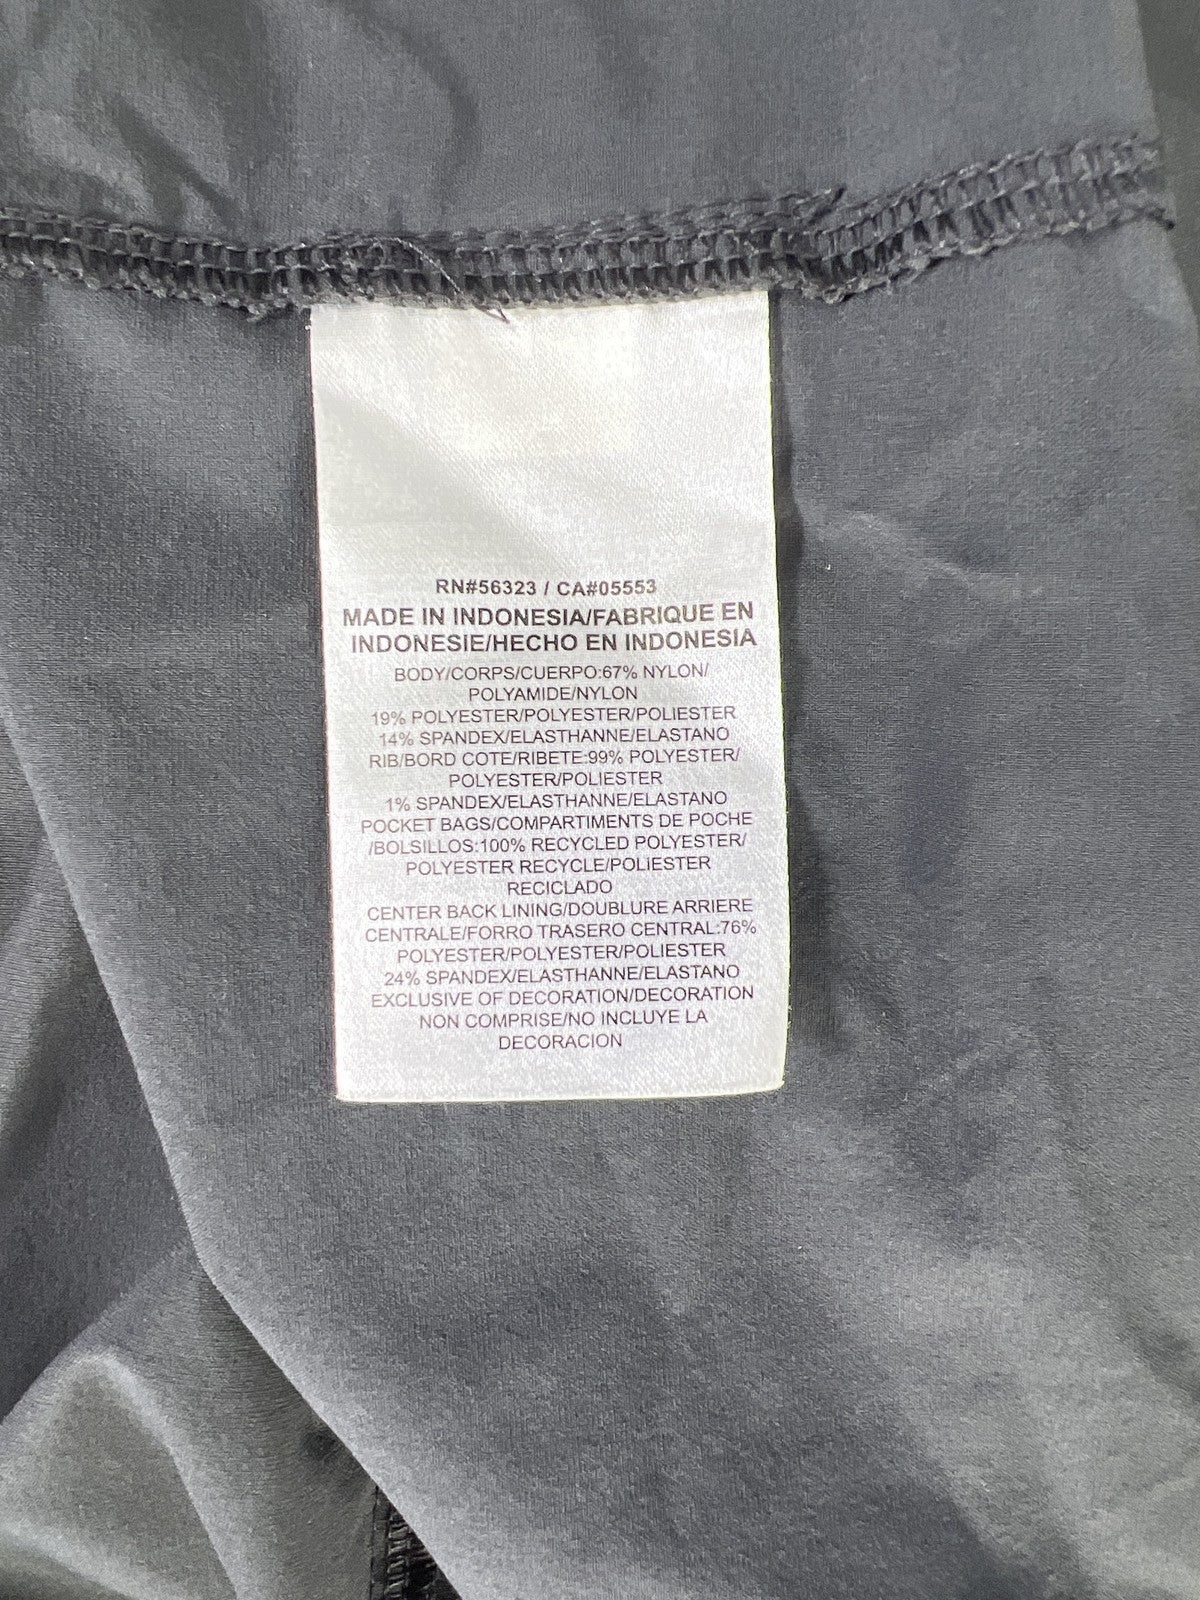 RN#56323 / CA#05553
MADE IN INDONESIA/FABRIQUE EN
INDONESIE/HECHO EN INDONESIA
BODY/CORPS/CUERPO:67% NYLON/
POLYAMIDE/NYLON
19% POLYESTER/POLYESTER/POLIESTER
14% SPANDEX/ELASTHANNE/ELASTANO
RIB/BORD COTE/RIBETE:99% POLYESTER/
POLYESTER/POLIESTER
1% SPANDEX/ELASTHANNE/ELASTANO
POCKET BAGS/COMPARTIMENTS DE POCHE
/BOLSILLOS:100% RECYCLED POLYESTER/
POLYESTER RECYCLE/POLIESTER
RECICLADO
CENTER BACK LINING/DOUBLURE ARRIERE
CENTRALE/FORRO TRASERO CENTRAL:76%
POLYESTER/POLYESTER/POLIESTER
24% SPANDEX/ELASTHANNE/ELASTANO
EXCLUSIVE OF DECORATION/DECORATION
NON COMPRISE/NO INCLUYE LA
DECORACION